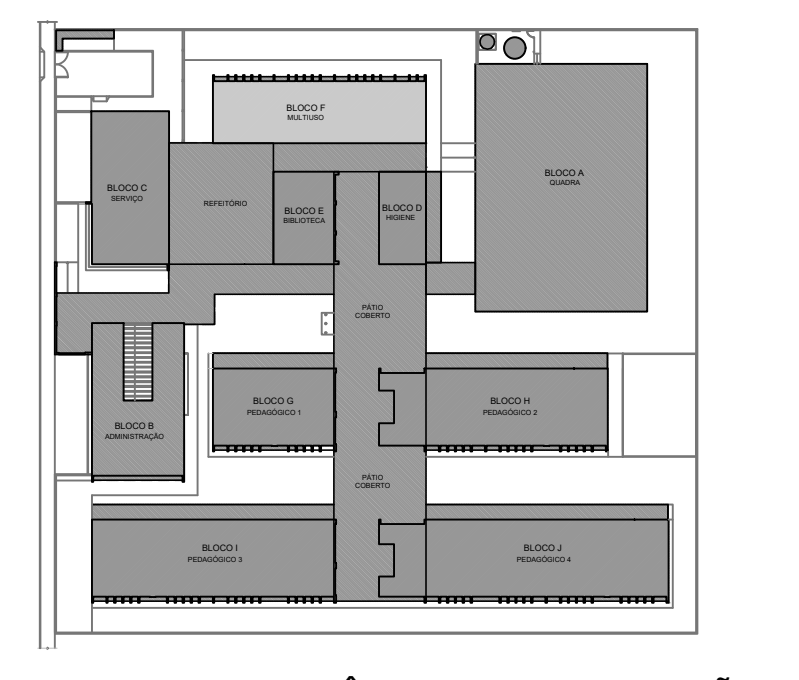 BLOCO F
MULTIUSO
BLOCO A
QUADRA
BLOCO C
SERVIÇO
REFEITÓRIO
BLOCO E
BIBLIOTECA
BLOCO D
HIGIENE
PÁTIO
COBERTO
BLOCO G
PEDAGÓGICO 1
BLOCO H
PEDAGÓGICO 2
BLOCO B
ADMINISTRAÇÃO
PÁTIO
COBERTO
BLOCO I
PEDAGÓGICO 3
BLOCO J
PEDAGÓGICO 4